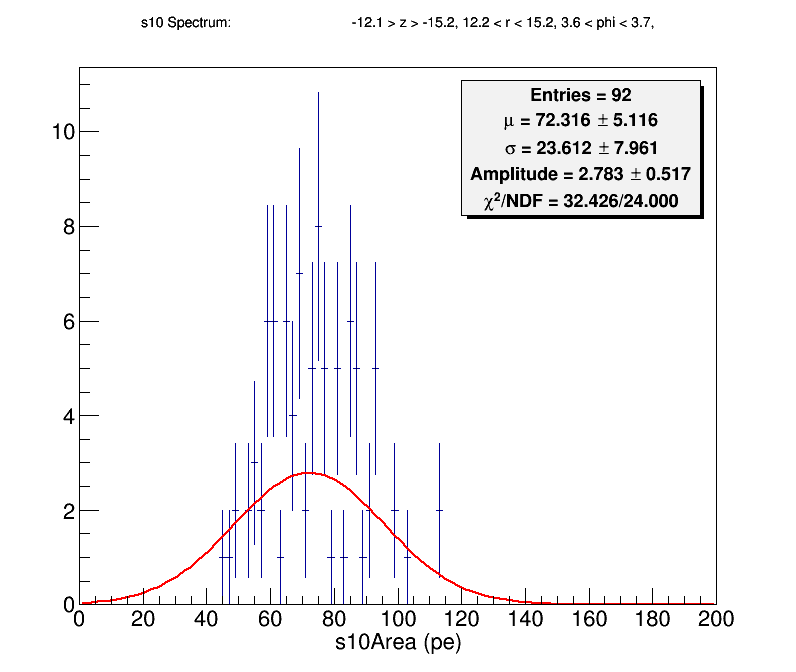 s10 Spectrum: -12.1 > z > -15.2, 12.2 < r < 15.2, 3.6 < phi < 3.7,
Entries = 92
μ = 72.316 ± 5.116
σ = 23.612 ± 7.961
Amplitude = 2.783 ± 0.517
χ²/NDF = 32.426/24.000
10
8
6
4
2
0
0 20 40 60 80 100 120 140 160 180 200
s10Area (pe)